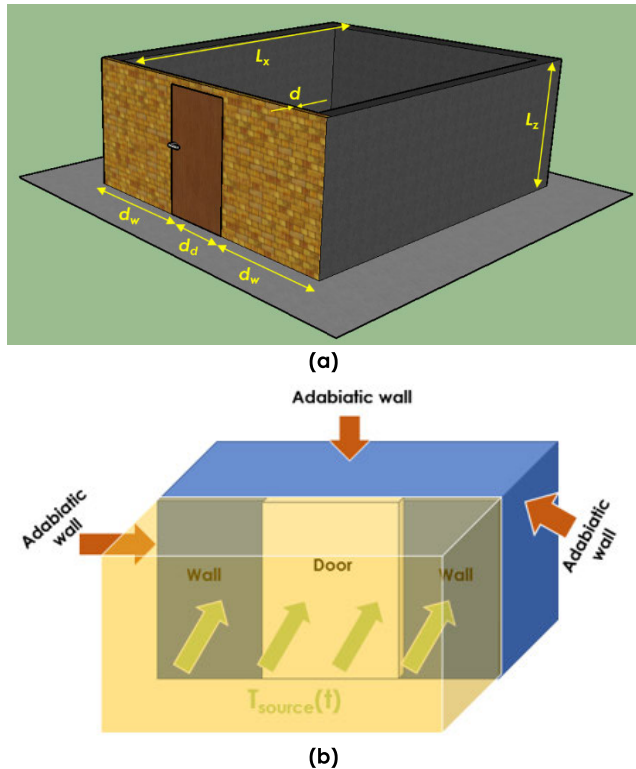 Lx
d
Lz
dw
dd
dw
(a)
Adabiatic wall
Adabiatic
wall
Adabiatic
wall
Wall
Door
Wall
Tsource(t)
(b)